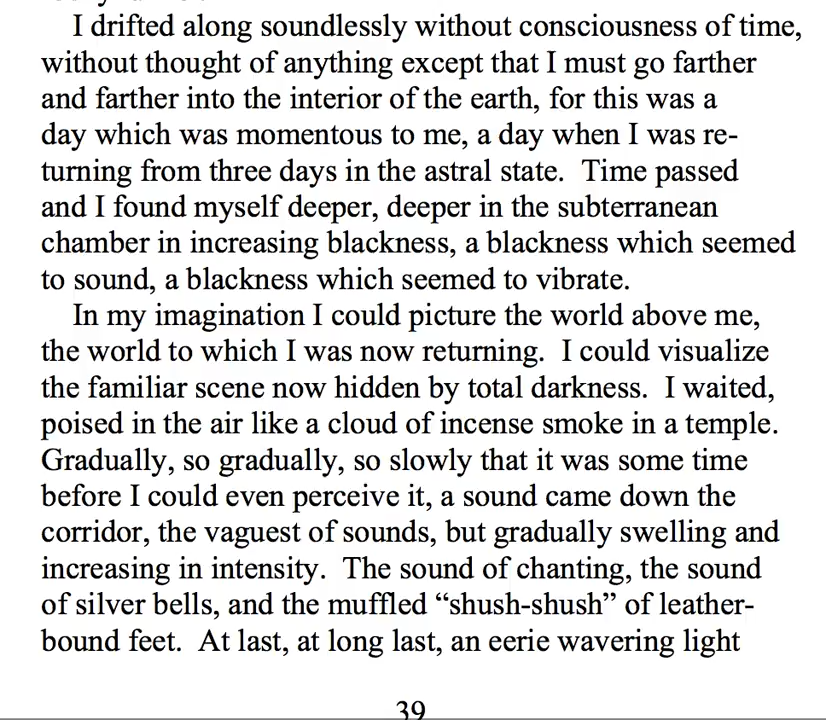 I drifted along soundlessly without consciousness of time,
without thought of anything except that I must go farther
and farther into the interior of the earth, for this was a
day which was momentous to me, a day when I was re-
turning from three days in the astral state.  Time passed
and I found myself deeper, deeper in the subterranean
chamber in increasing blackness, a blackness which seemed
to sound, a blackness which seemed to vibrate.
In my imagination I could picture the world above me,
the world to which I was now returning.  I could visualize
the familiar scene now hidden by total darkness.  I waited,
poised in the air like a cloud of incense smoke in a temple.
Gradually, so gradually, so slowly that it was some time
before I could even perceive it, a sound came down the
corridor, the vaguest of sounds, but gradually swelling and
increasing in intensity.  The sound of chanting, the sound
of silver bells, and the muffled “shush-shush” of leather-
bound feet.  At last, at long last, an eerie wavering light
39